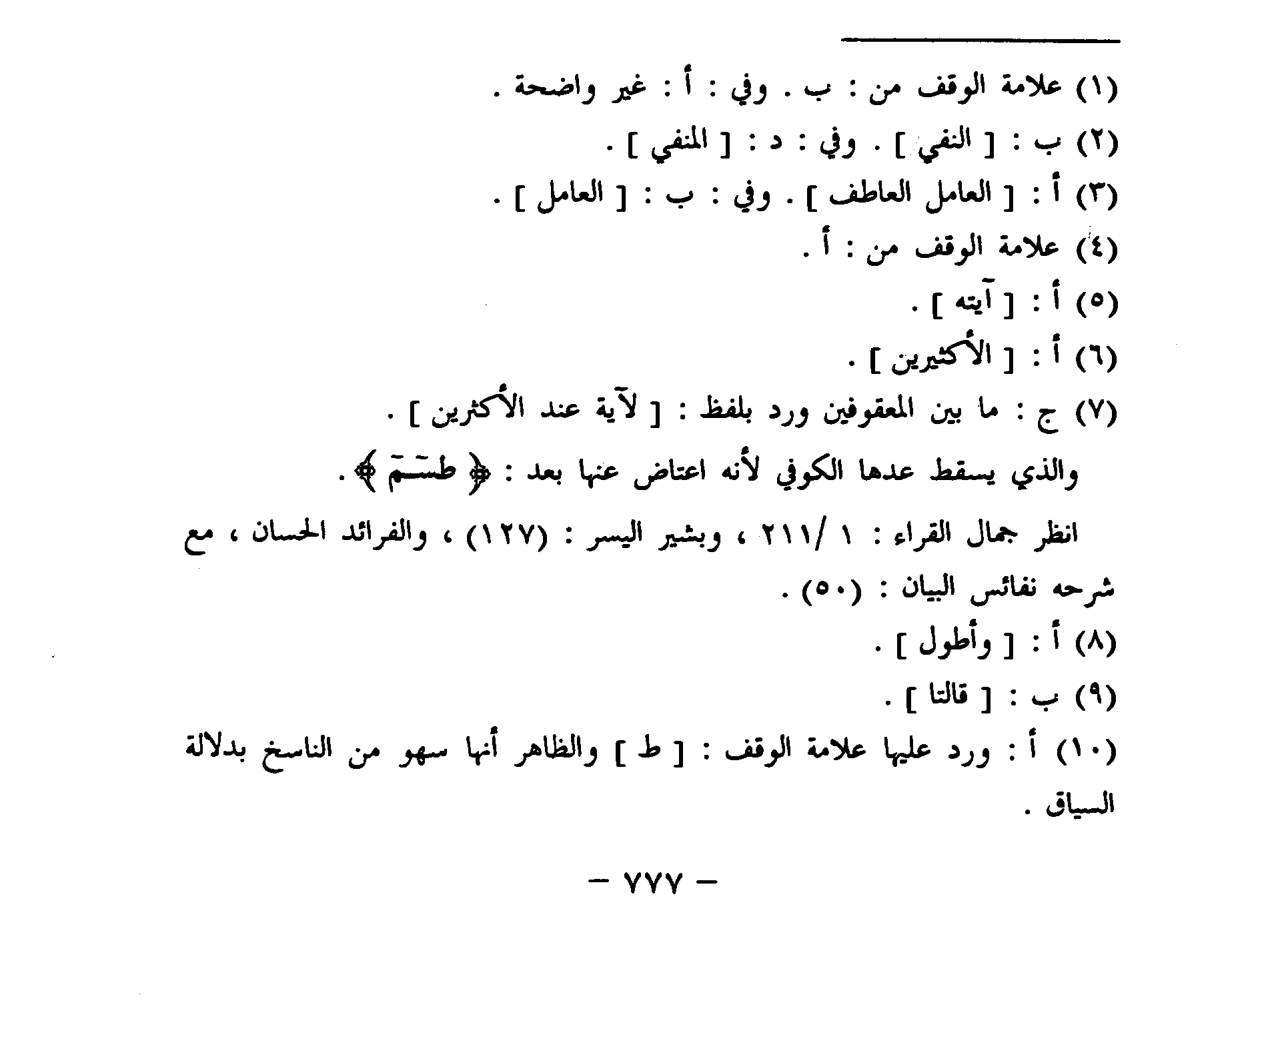 (١) علامة الوقف من : ب . وفي : أ : غير واضحة .
(٢) ب : [ النفي ] . وفي : د : [ المنفي ] .
(٣) أ : [ العامل العاطف ] . وفي : ب : [ العامل ] .
(٤) علامة الوقف من : أ .
(٥) أ : [ آيته ] .
(٦) أ : [ الأكثيرين ] .
(٧) ج : ما بين المعقوفين ورد بلفظ : [ لآية عند الأكثرين ] .
والذي يسقط عدها الكوفي لأنه اعتاض عنها بعد : ﴿ طسٓمٓ ﴾ .
انظر جمال القراء : ١ /٢١١ ، وبشير اليسر : (١٢٧) ، والفرائد الحسان ، مع
شرحه نفائس البيان : (٥٠) .
(٨) أ : [ وأطول ] .
(٩) ب : [ قالتا ] .
(١٠) أ : ورد عليها علامة الوقف : [ ط ] والظاهر أنها سهو من الناسخ بدلالة
السياق .
– ٧٧٧ –